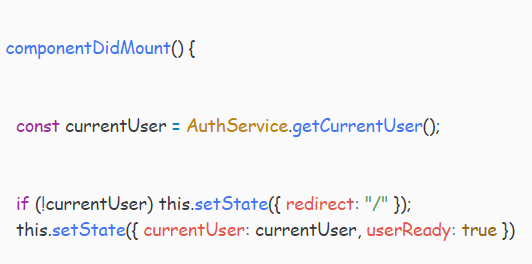 componentDidMount() {
const currentUser = AuthService.getCurrentUser();
if (!currentUser) this.setState({ redirect: "/" });
this.setState({ currentUser: currentUser, userReady: true })